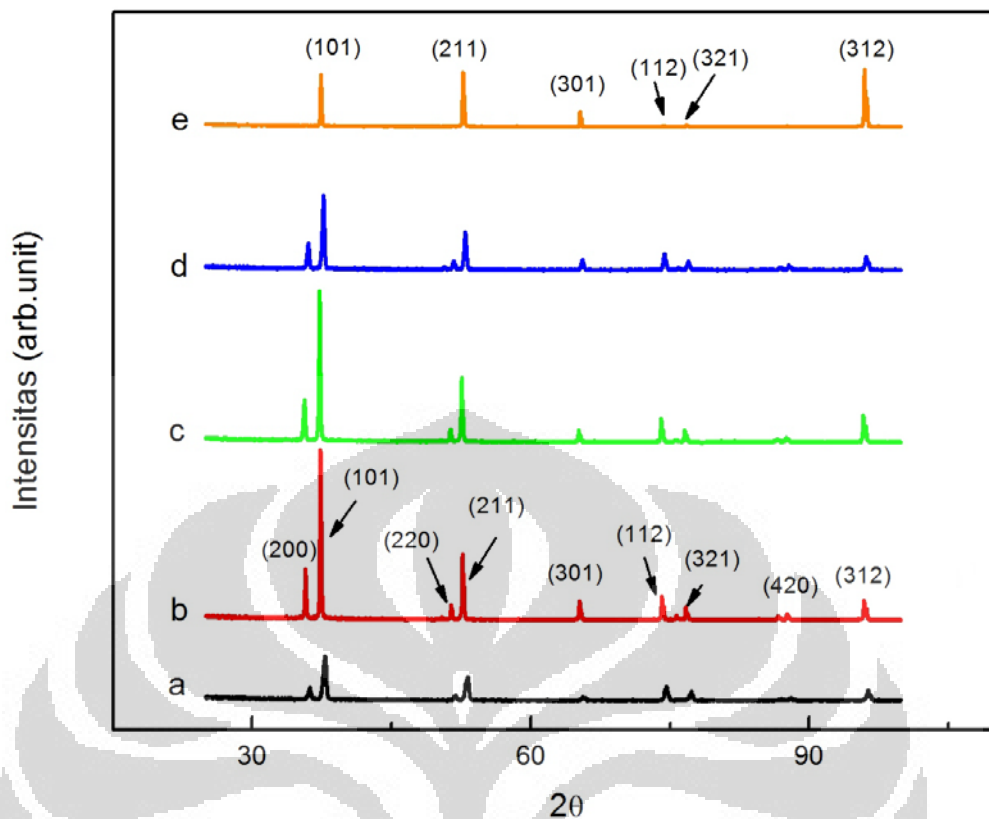 (101)
(211)
(301)
(112)
(321)
(312)
e
d
c
(101)
(211)
(200)
(220)
(301)
(112)
(321)
(420)
(312)
b
a
Intensitas (arb.unit)
30
60
90
2θ